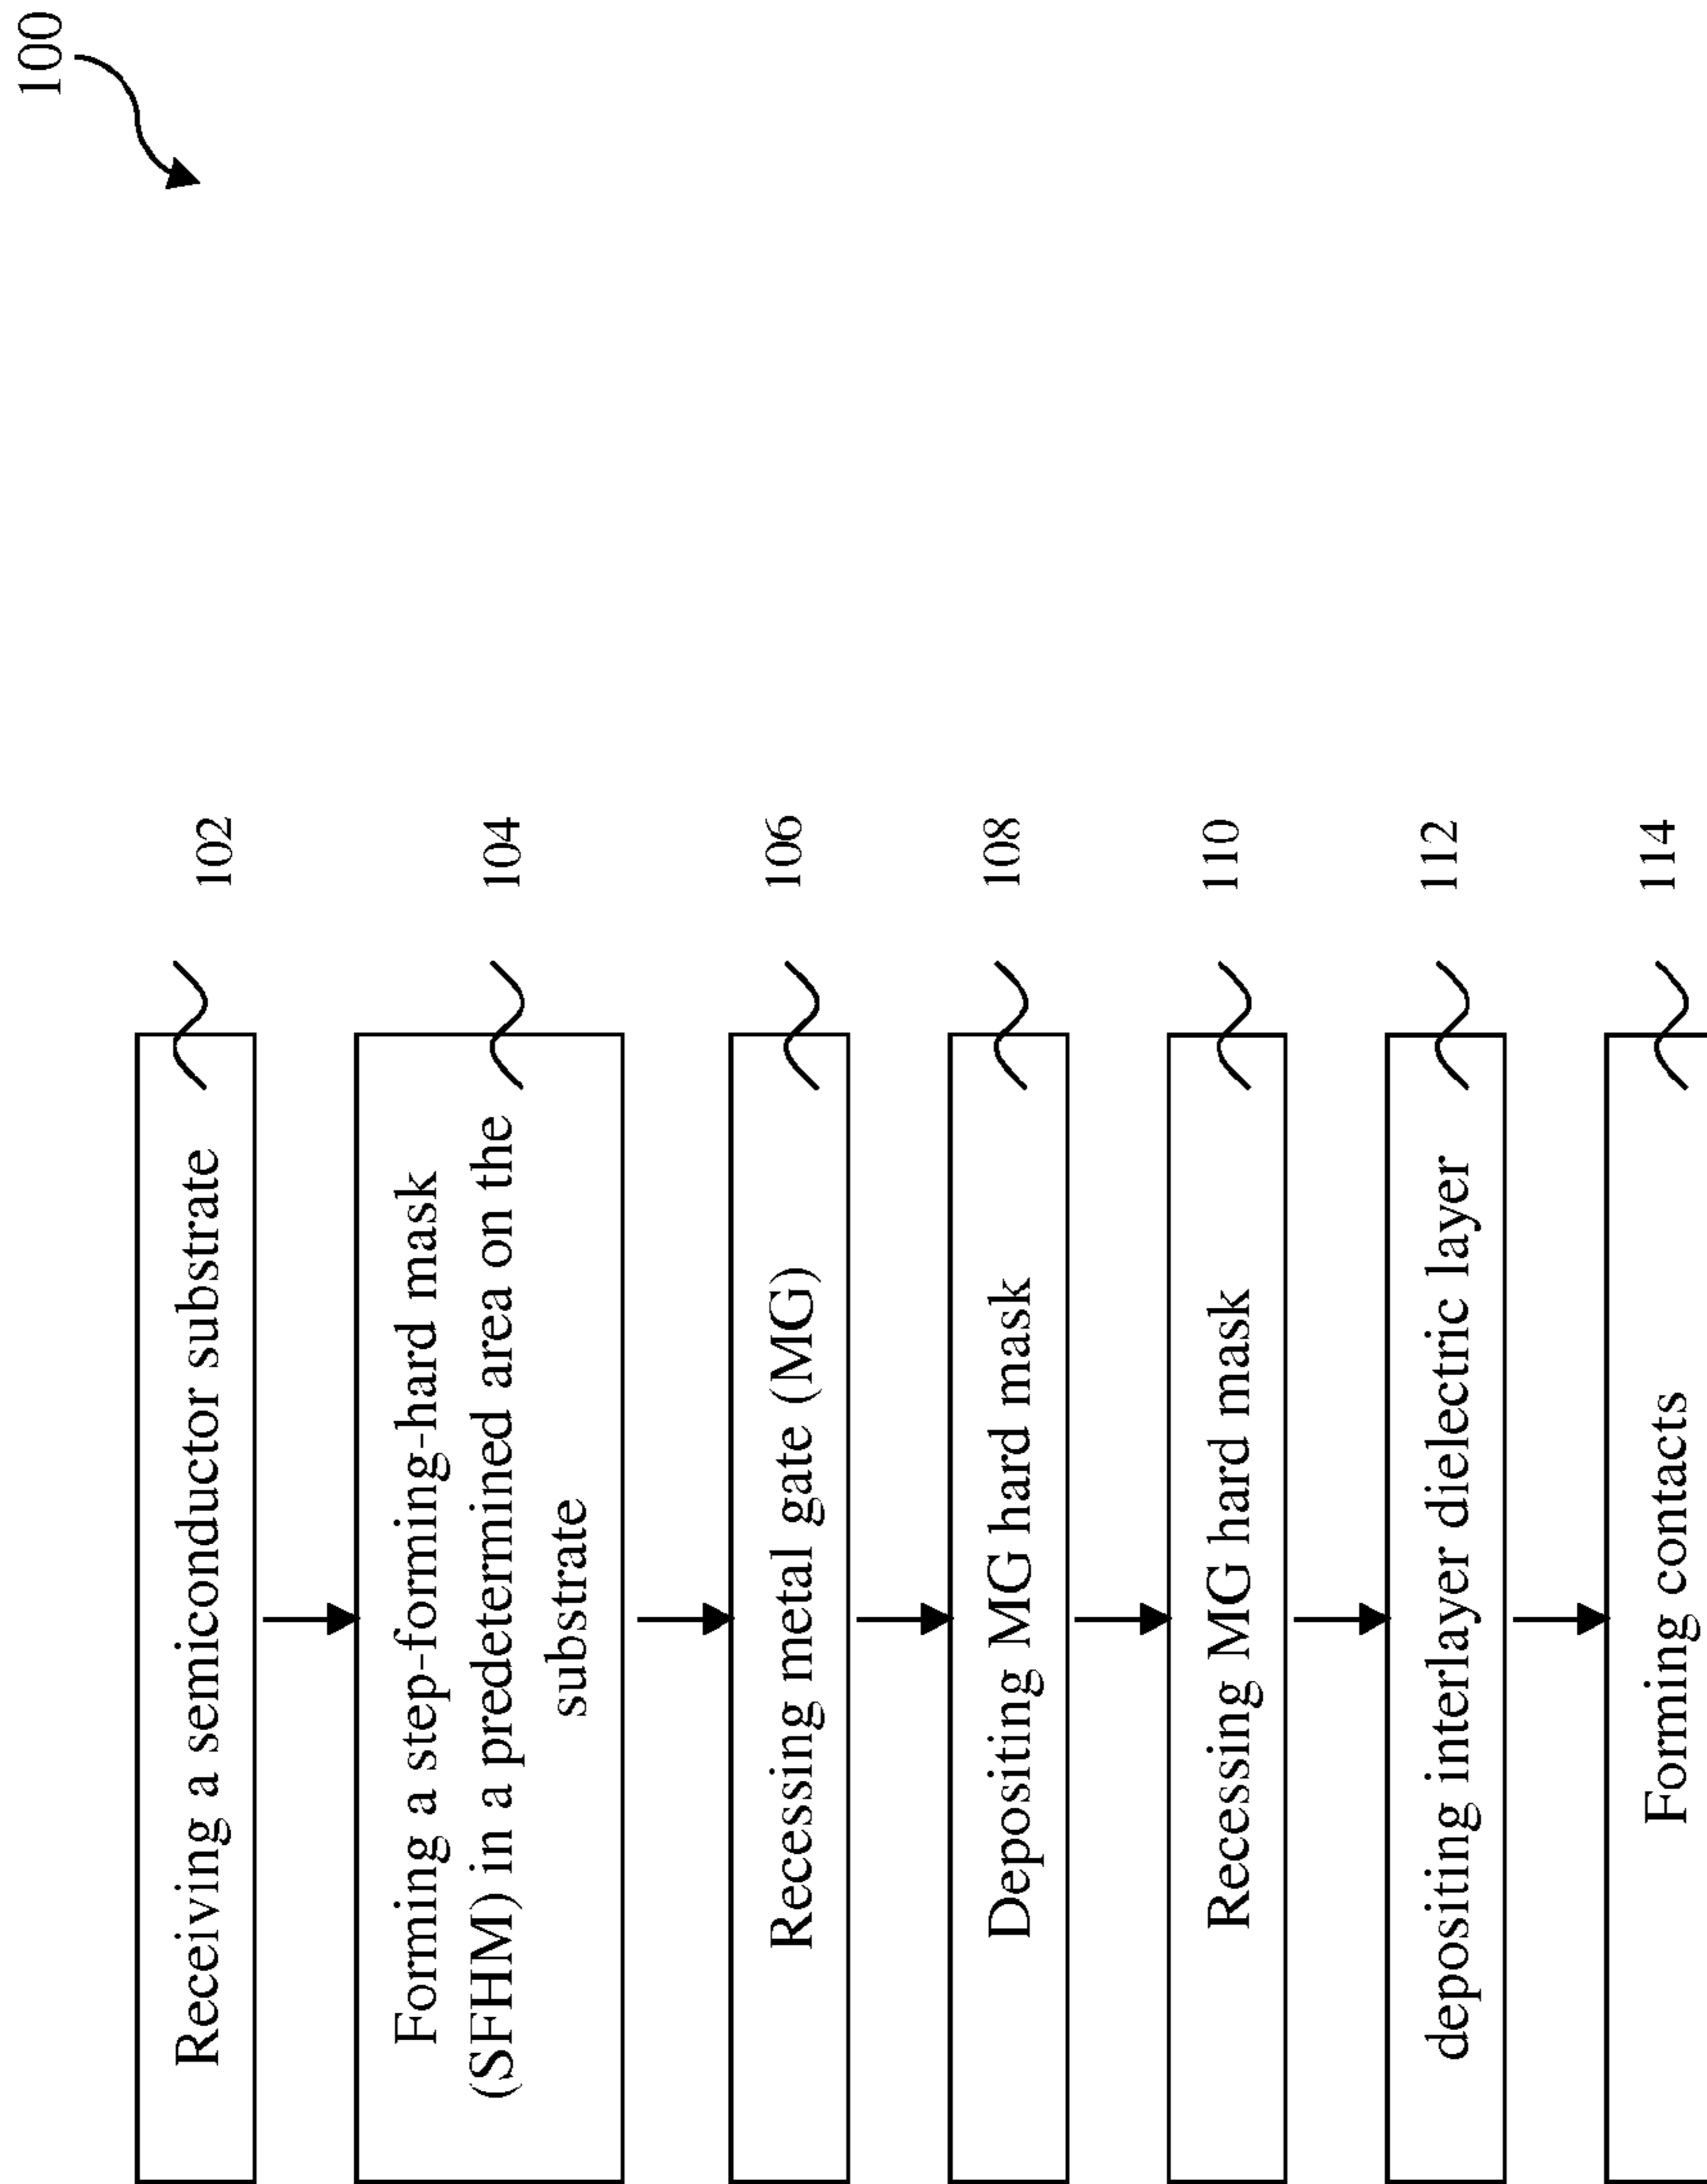 100
Receiving a semiconductor substrate
102
Forming a step-forming-hard mask
(SFHM) in a predetermined area on the
substrate
104
Recessing metal gate (MG)
106
Depositing MG hard mask
108
Recessing MG hard mask
110
depositing interlayer dielectric layer
112
Forming contacts
114